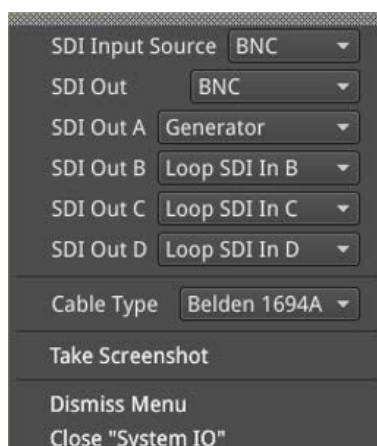 SDI Input Source BNC
SDI Out BNC
SDI Out A Generator
SDI Out B Loop SDI In B
SDI Out C Loop SDI In C
SDI Out D Loop SDI In D
Cable Type Belden 1694A
Take Screenshot
Dismiss Menu
Close "System IO"